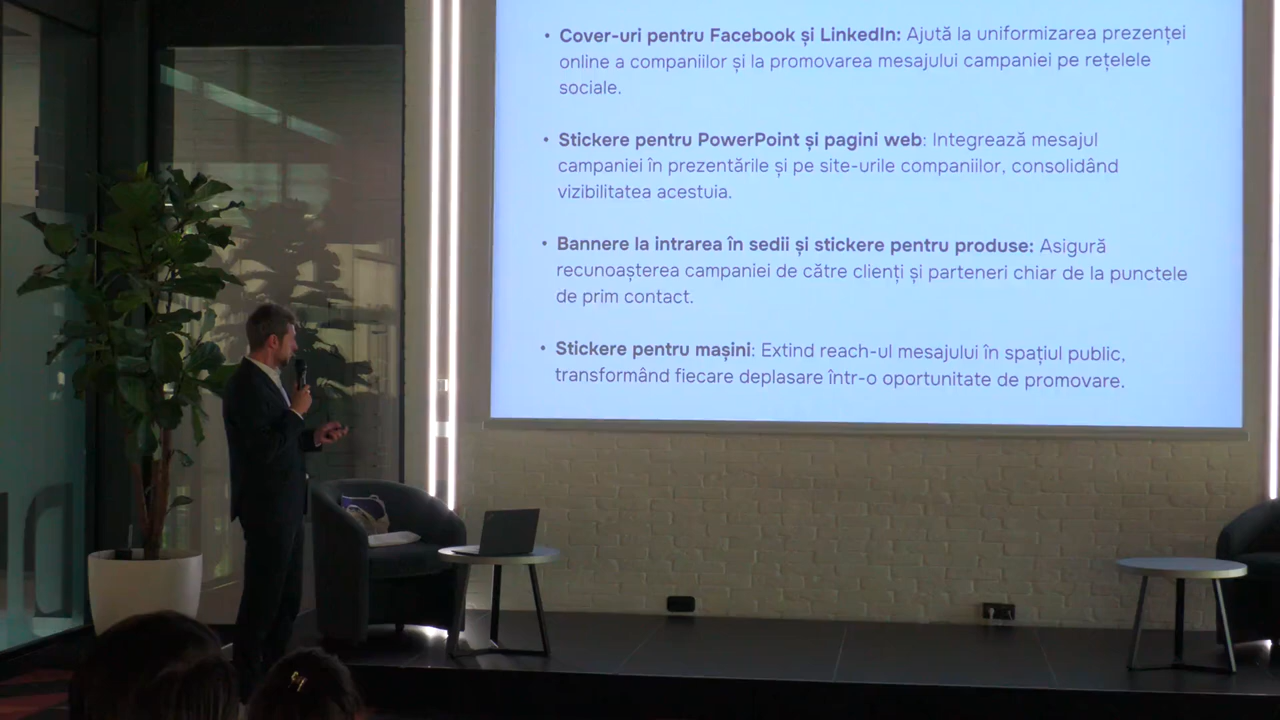 • Cover-uri pentru Facebook și LinkedIn: Ajută la uniformizarea prezenței
online a companiilor și la promovarea mesajului campaniei pe rețelele
sociale.
• Stickere pentru PowerPoint și pagini web: Integrează mesajul
campaniei în prezentările și pe site-urile companiilor, consolidând
vizibilitatea acestuia.
• Bannere la intrarea în sedii și stickere pentru produse: Asigură
recunoașterea campaniei de către clienți și parteneri chiar de la punctele
de prim contact.
• Stickere pentru mașini: Extind reach-ul mesajului în spațiul public,
transformând fiecare deplasare într-o oportunitate de promovare.